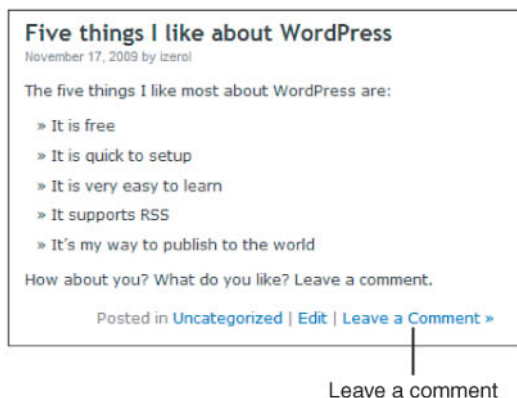 Five things I like about WordPress
November 17, 2009 by izerol
The five things I like most about WordPress are:
» It is free
» It is quick to setup
» It is very easy to learn
» It supports RSS
» It's my way to publish to the world
How about you? What do you like? Leave a comment.
Posted in Uncategorized | Edit | Leave a Comment »
Leave a comment